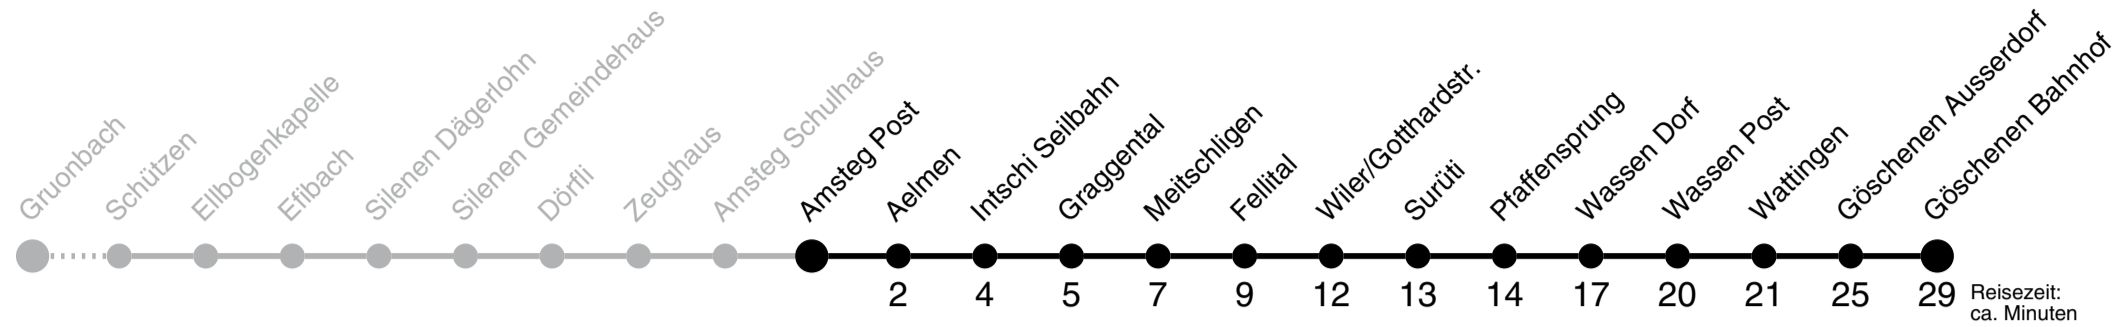 Gruonbach
Schützen
Ellbogenkapelle
Efibach
Silenen Dägerlohn
Silenen Gemeindehaus
Dörfli
Zeughaus
Amsteg Schulhaus
Amsteg Post
Aelmen
Intschi Seilbahn
Graggental
Meitschligen
Fellital
Wiler/Gotthardstr.
Surüti
Pfaffensprung
Wassen Dorf
Wassen Post
Wattingen
Göschenen Ausserdorf
Göschenen Bahnhof
2 4 5 7 9 12 13 14 17 20 21 25 29
Reisezeit:
ca. Minuten